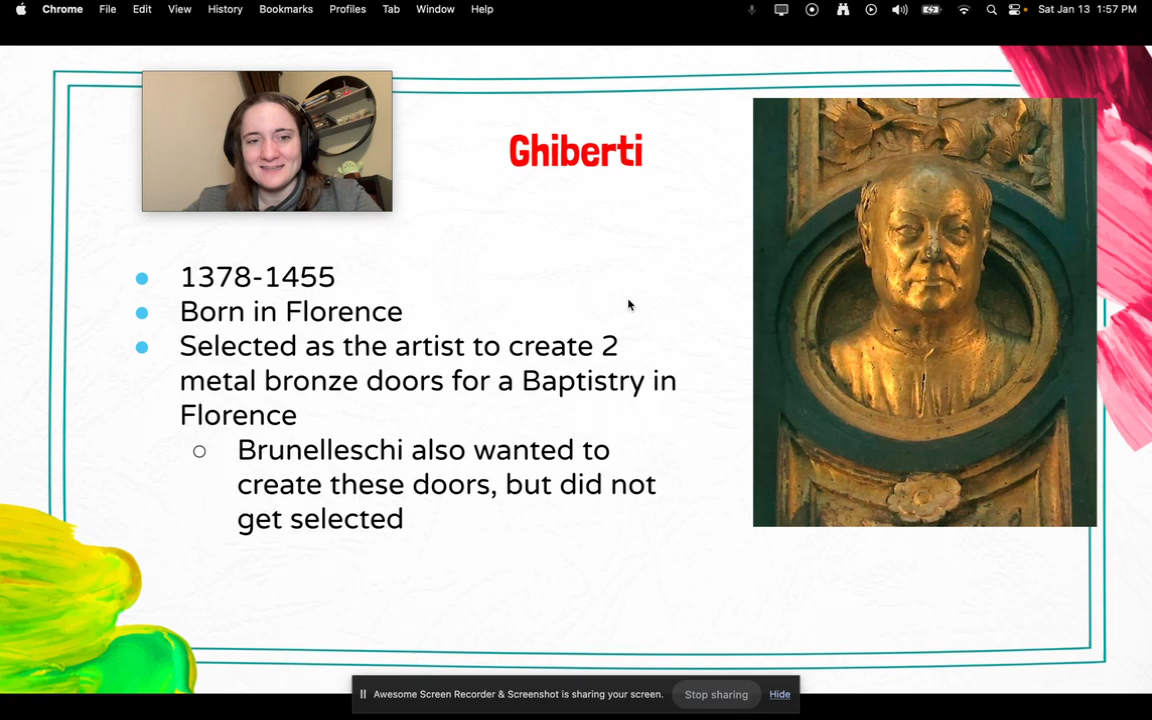 Chrome File Edit View History Bookmarks Profiles Tab Window Help Sat Jan 13 1:57 PM
Ghiberti
1378-1455
Born in Florence
Selected as the artist to create 2
metal bronze doors for a Baptistry in
Florence
Brunelleschi also wanted to
create these doors, but did not
get selected
Awesome Screen Recorder & Screenshot is sharing your screen. Stop sharing Hide